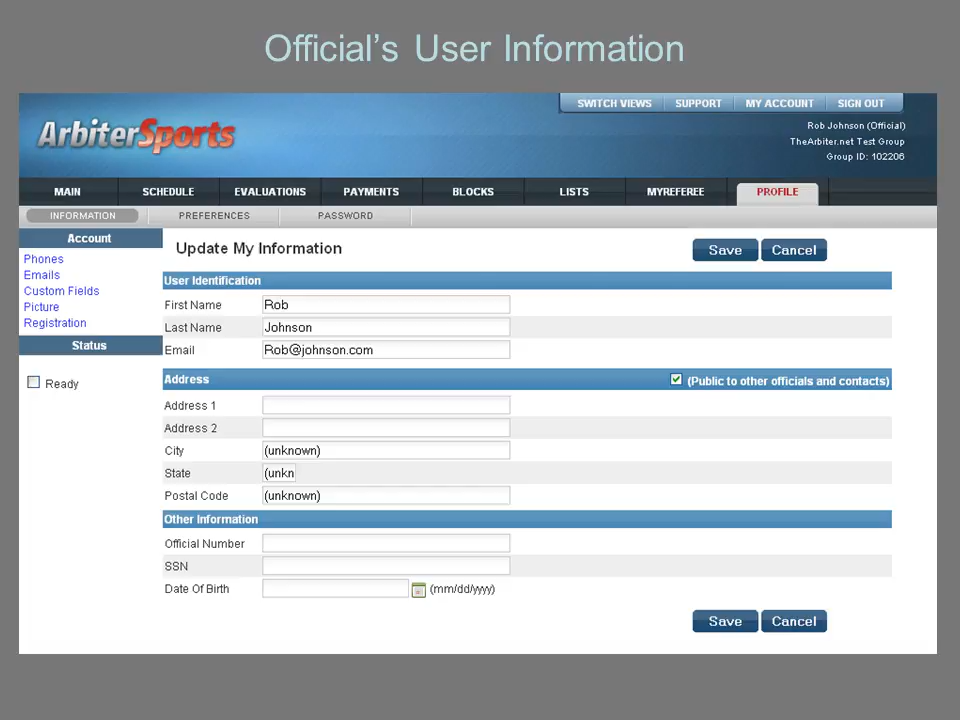 Official's User Information
SWITCH VIEWS SUPPORT MY ACCOUNT SIGN OUT
ArbiterSports
Rob Johnson (Official)
TheArbiter.net Test Group
Group ID: 102206
MAIN SCHEDULE EVALUATIONS PAYMENTS BLOCKS LISTS MYREFEREE PROFILE
INFORMATION PREFERENCES PASSWORD
Account
Phones
Emails
Custom Fields
Picture
Registration
Status
Ready
Update My Information
Save Cancel
User Identification
First Name Rob
Last Name Johnson
Email Rob@johnson.com
Address (Public to other officials and contacts)
Address 1
Address 2
City (unknown)
State (unkn
Postal Code (unknown)
Other Information
Official Number
SSN
Date Of Birth (mm/dd/yyyy)
Save Cancel